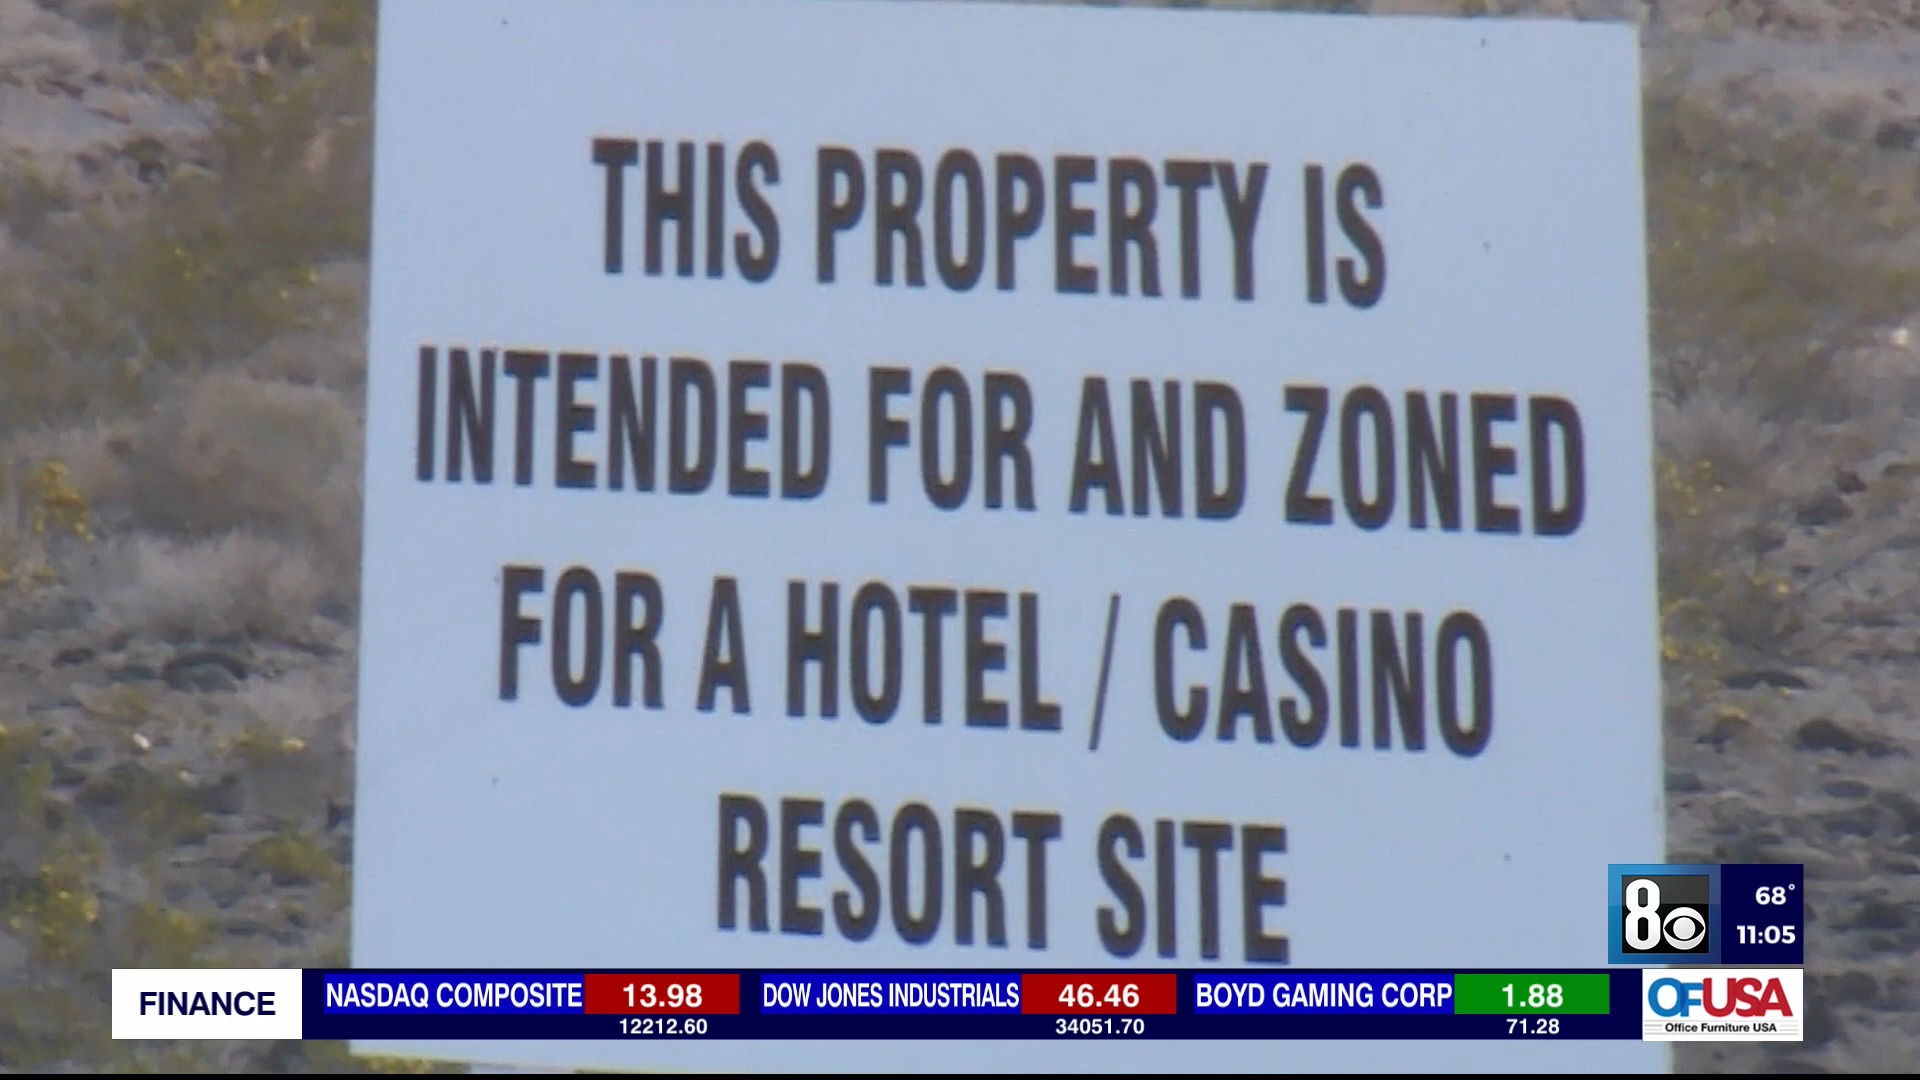 THIS PROPERTY IS
INTENDED FOR AND ZONED
FOR A HOTEL / CASINO
RESORT SITE
8
68°
11:05
FINANCE
NASDAQ COMPOSITE 13.98
12212.60
DOW JONES INDUSTRIALS 46.46
34051.70
BOYD GAMING CORP 1.88
71.28
OFUSA
Office Furniture USA